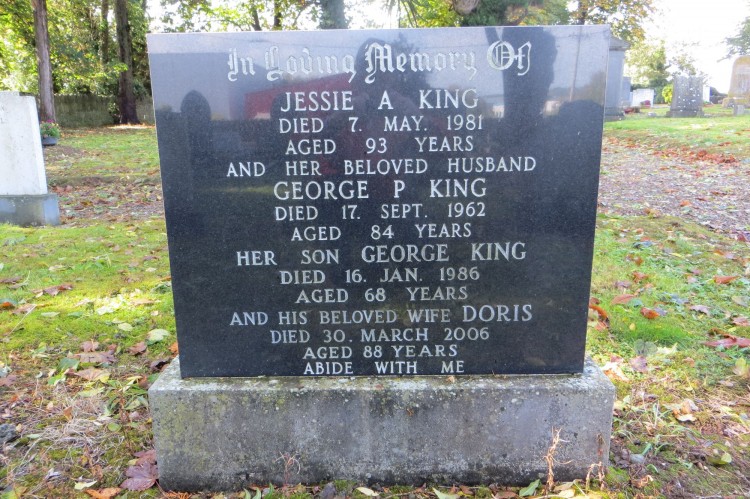 In Loving Memory Of
JESSIE A KING
DIED 7. MAY. 1981
AGED 93 YEARS
AND HER BELOVED HUSBAND
GEORGE P KING
DIED 17. SEPT. 1962
AGED 84 YEARS
HER SON GEORGE KING
DIED 16. JAN. 1986
AGED 68 YEARS
AND HIS BELOVED WIFE DORIS
DIED 30. MARCH 2006
AGED 88 YEARS
ABIDE WITH ME